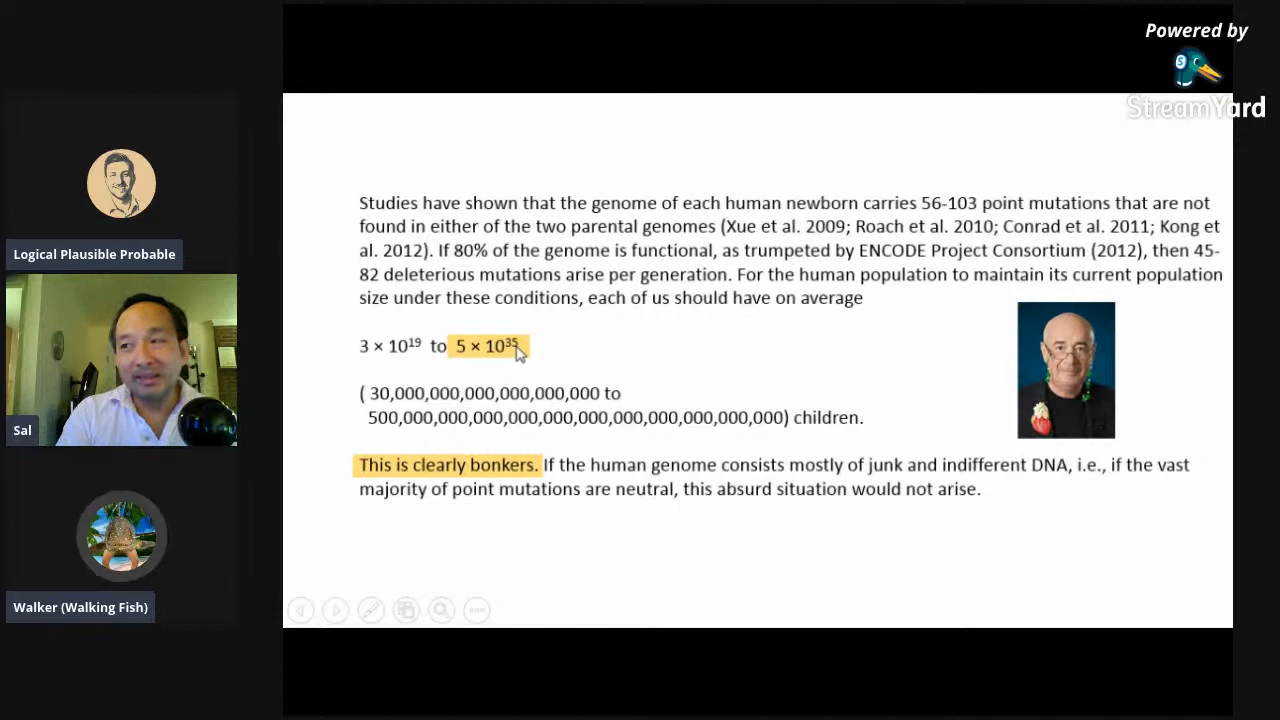 Powered by
S
StreamYard
Logical Plausible Probable
Sal
Walker (Walking Fish)
Studies have shown that the genome of each human newborn carries 56-103 point mutations that are not
found in either of the two parental genomes (Xue et al. 2009; Roach et al. 2010; Conrad et al. 2011; Kong et
al. 2012). If 80% of the genome is functional, as trumpeted by ENCODE Project Consortium (2012), then 45-
82 deleterious mutations arise per generation. For the human population to maintain its current population
size under these conditions, each of us should have on average
3 × 10¹⁹ to 5 × 10³⁵
( 30,000,000,000,000,000,000 to
500,000,000,000,000,000,000,000,000,000,000,000) children.
This is clearly bonkers. If the human genome consists mostly of junk and indifferent DNA, i.e., if the vast
majority of point mutations are neutral, this absurd situation would not arise.